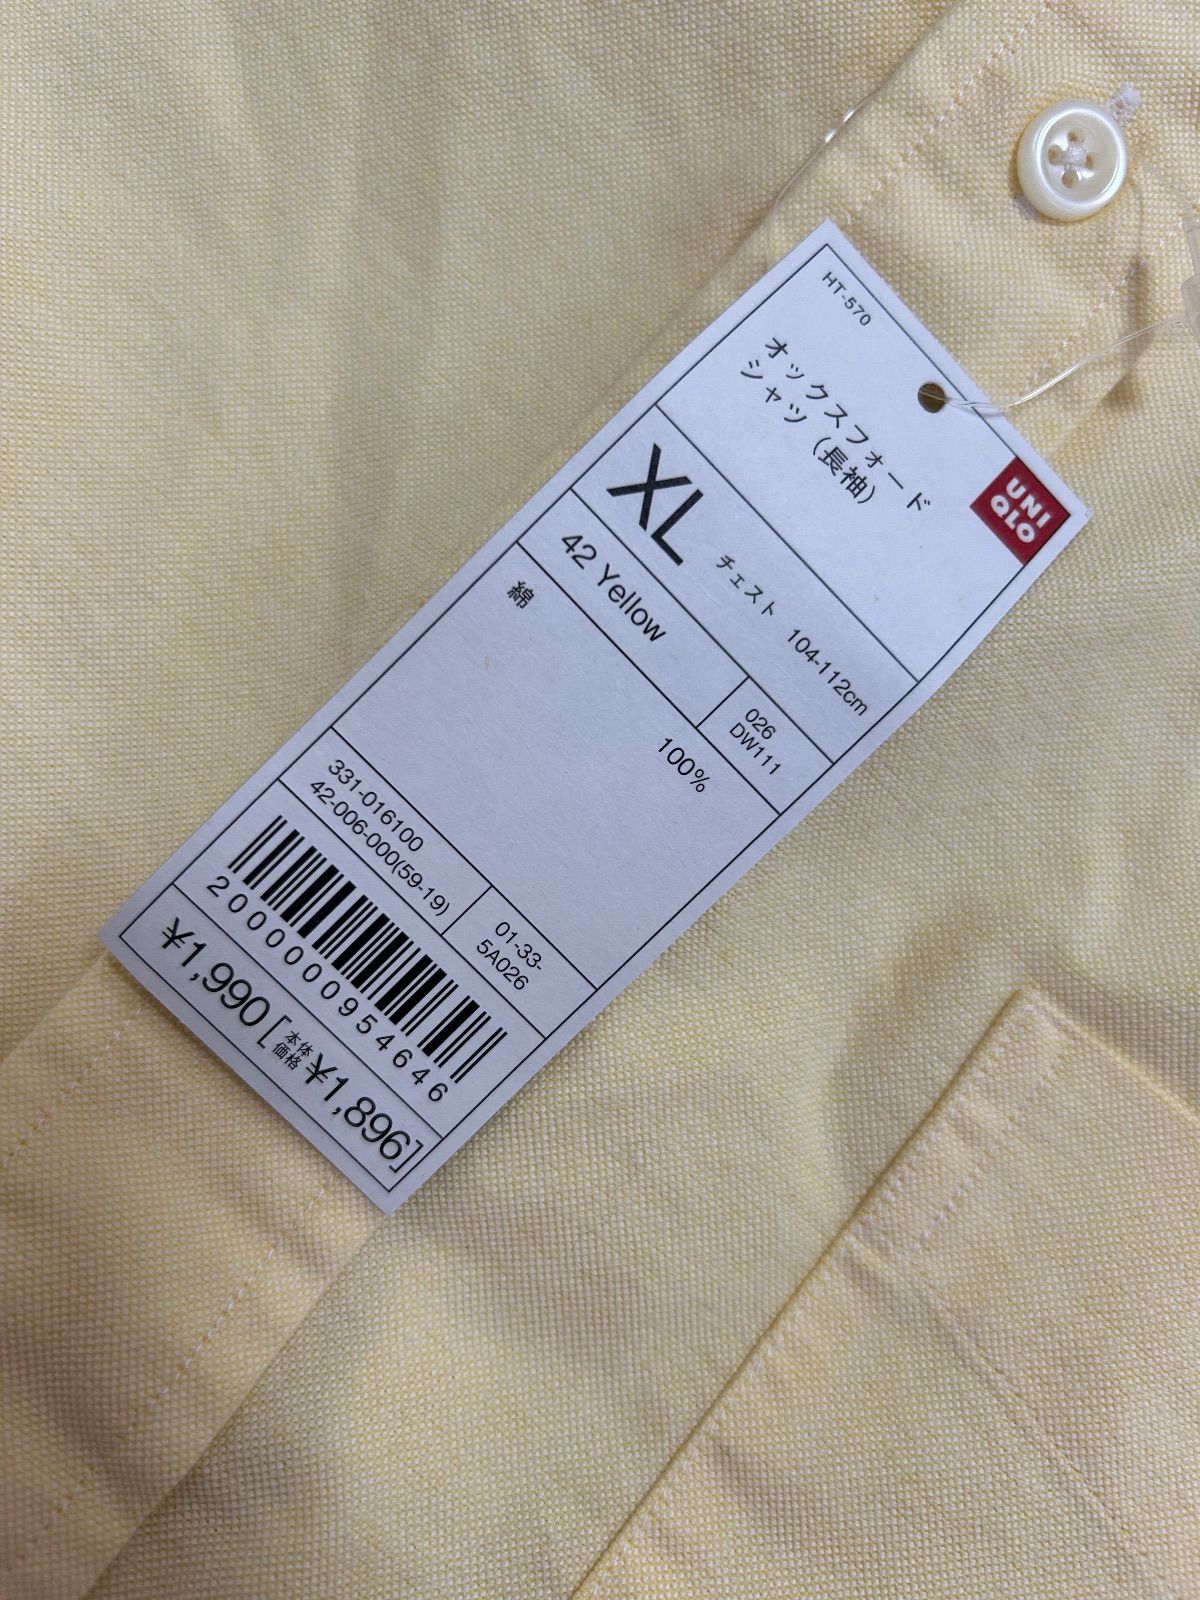 HT-570
オックスフォード
シャツ (長袖)
UNI
QLO
XL チェスト 104-112cm
42 Yellow
026
DW111
綿 100%
331-016100
42-006-000(59-19)
01-33-
5A026
2000000954646
¥1,990[本体価格¥1,896]